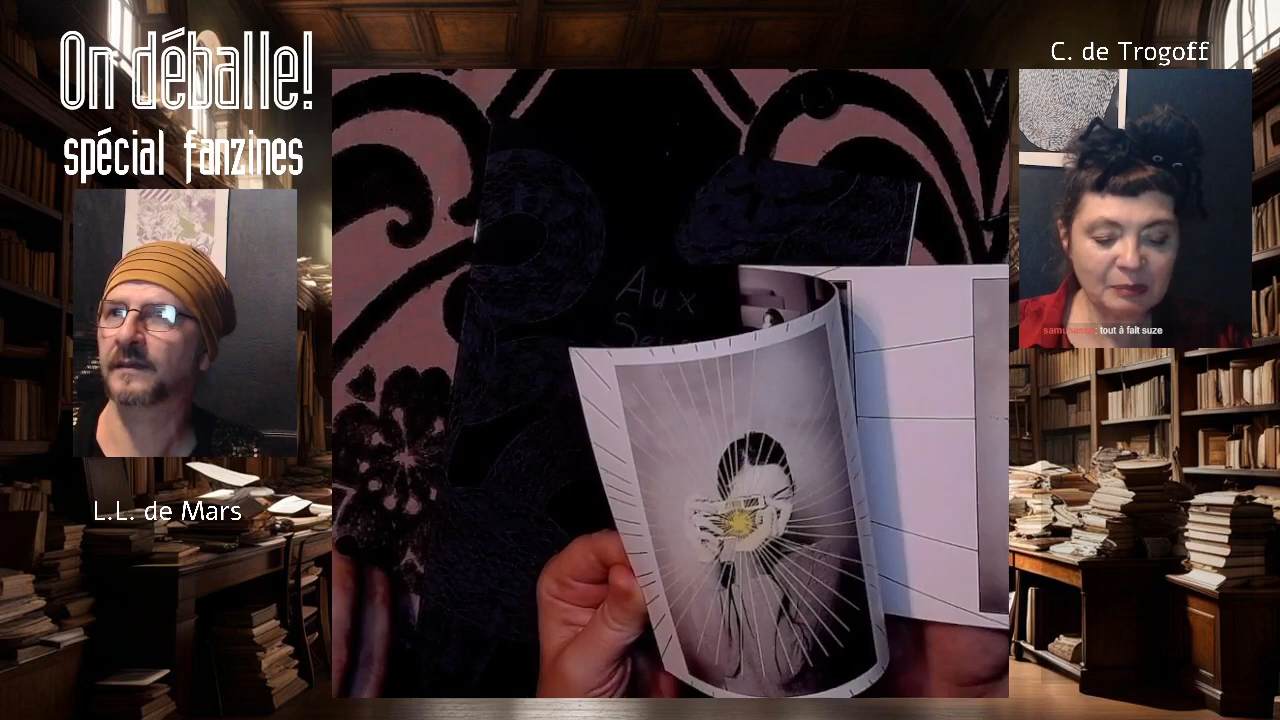 On déballe!
spécial fanzines
C. de Trogoff
Aux
tout à fait suze
L.L. de Mars